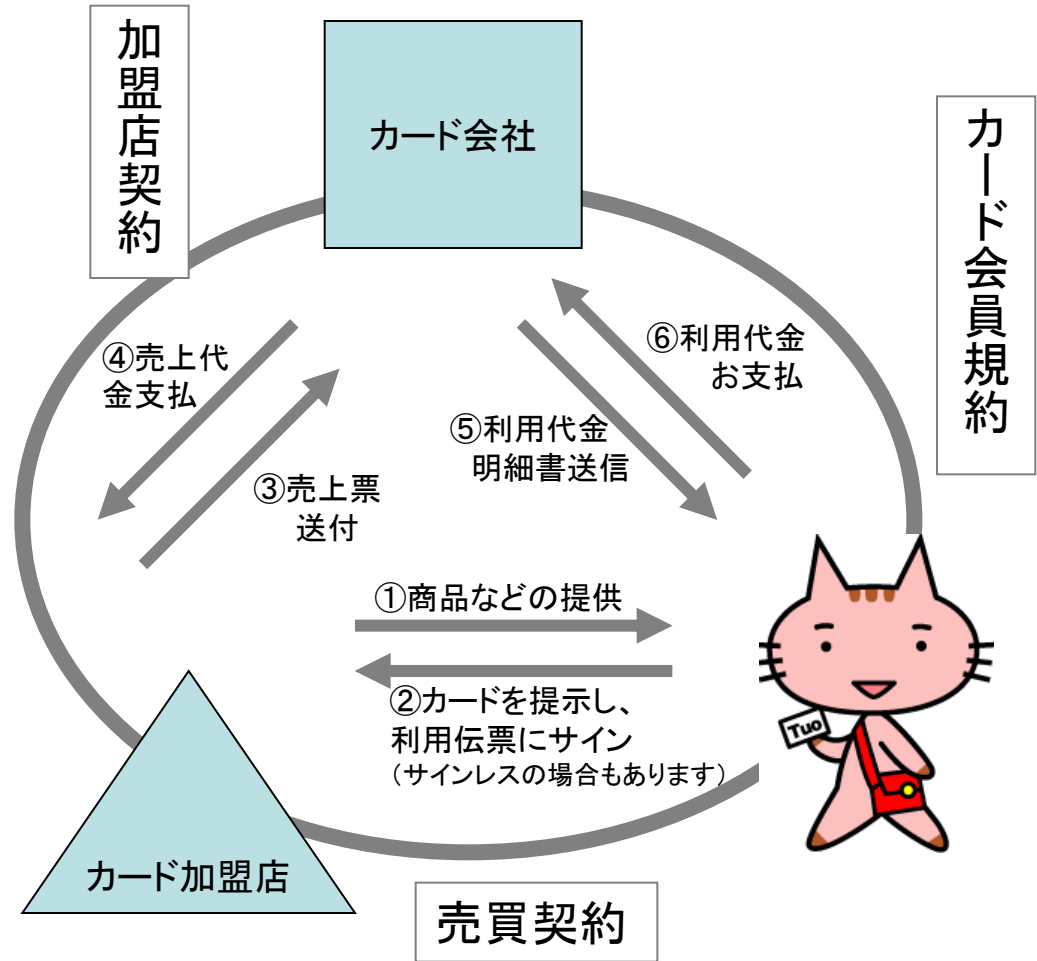 加盟店契約
カード会社
カード会員規約
④売上代
金支払
⑥利用代金
お支払
⑤利用代金
明細書送信
③売上票
送付
①商品などの提供
②カードを提示し、
利用伝票にサイン
（サインレスの場合もあります）
Tuo
カード加盟店
売買契約